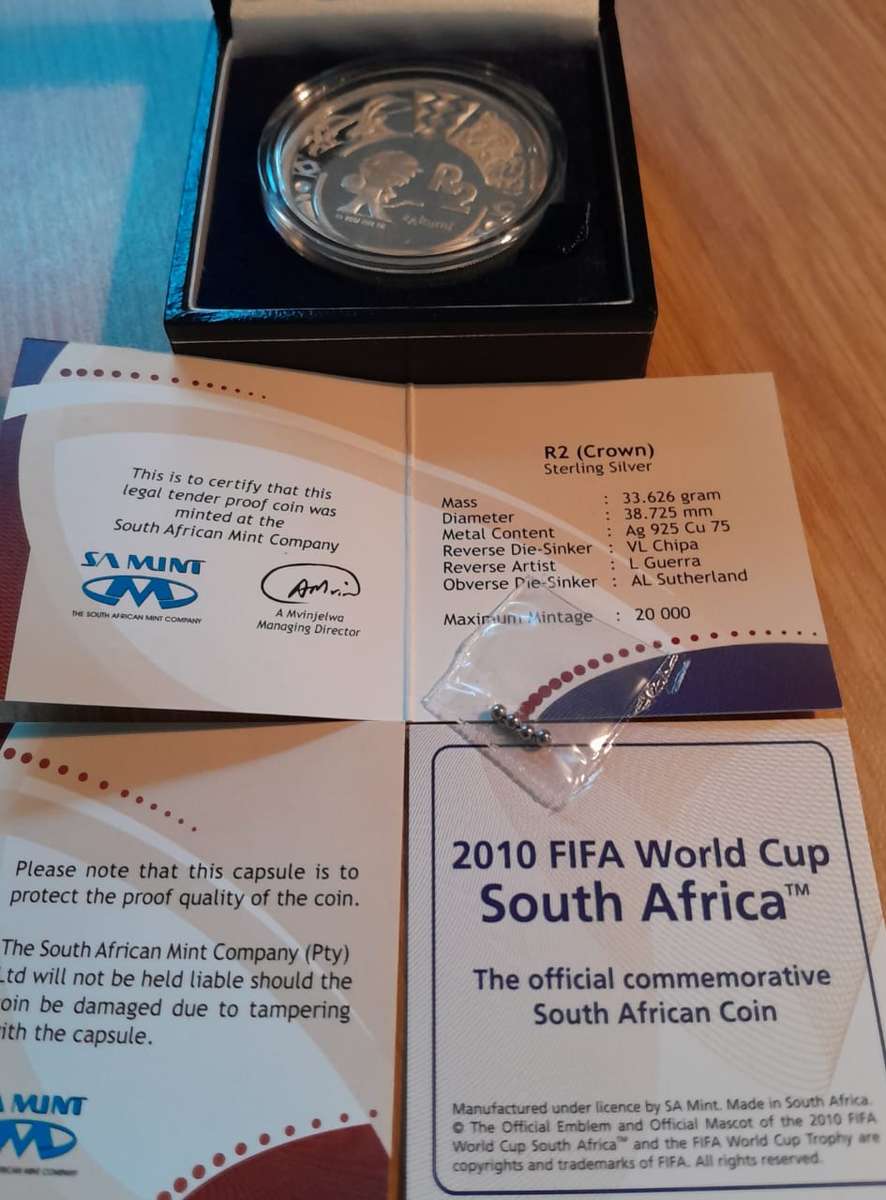 R2
This is to certify that this
legal tender proof coin was
minted at the
South African Mint Company
SA MINT
THE SOUTH AFRICAN MINT COMPANY
A Mvinjelwa
Managing Director
R2 (Crown)
Sterling Silver
Mass : 33.626 gram
Diameter : 38.725 mm
Metal Content : Ag 925 Cu 75
Reverse Die-Sinker : VL Chipa
Reverse Artist : L Guerra
Obverse Die-Sinker : AL Sutherland
Maximum Mintage : 20 000
Please note that this capsule is to
protect the proof quality of the coin.
The South African Mint Company (Pty)
Ltd will not be held liable should the
oin be damaged due to tampering
ith the capsule.
A MINT
RICAN MINT COMPANY
2010 FIFA World Cup
South Africa™
The official commemorative
South African Coin
Manufactured under licence by SA Mint. Made in South Africa.
© The Official Emblem and Official Mascot of the 2010 FIFA
World Cup South Africa™ and the FIFA World Cup Trophy are
copyrights and trademarks of FIFA. All rights reserved.